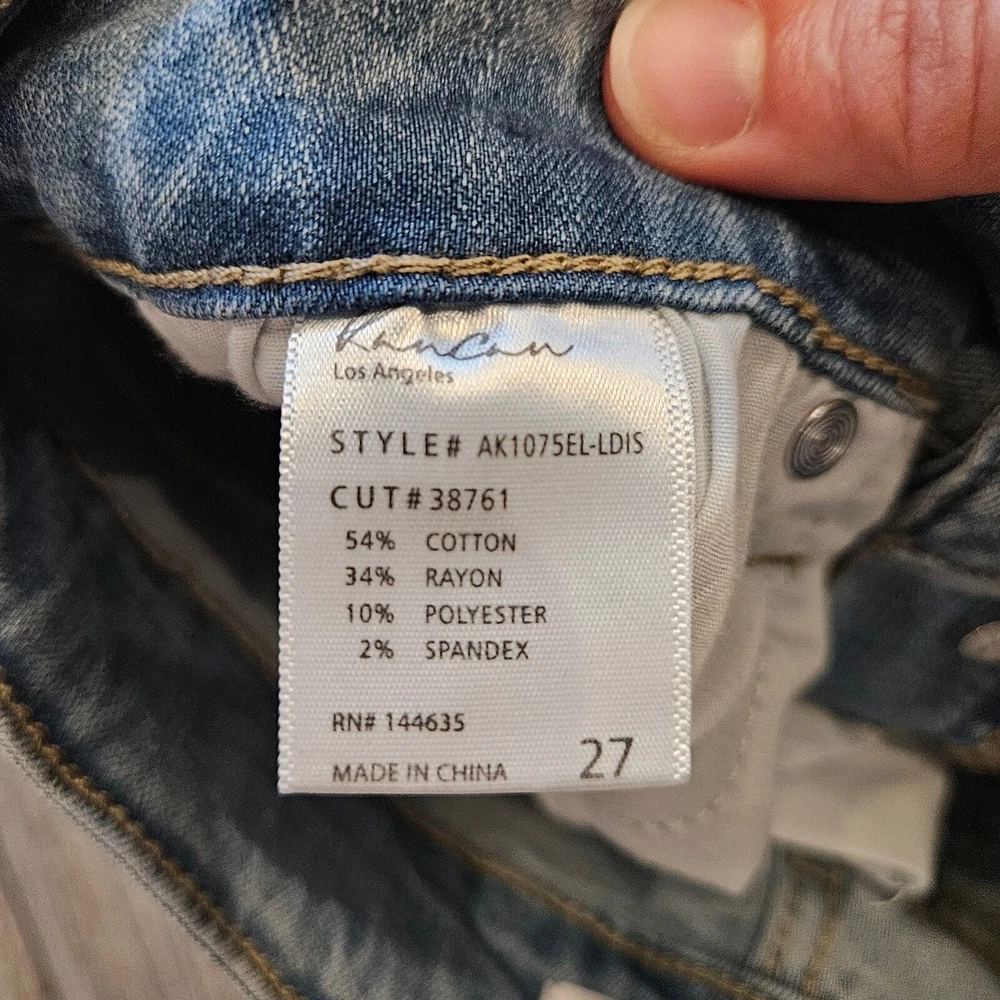 KanCan
Los Angeles
STYLE# AK1075EL-LDIS
CUT# 38761
54% COTTON
34% RAYON
10% POLYESTER
2% SPANDEX
RN# 144635
MADE IN CHINA
27